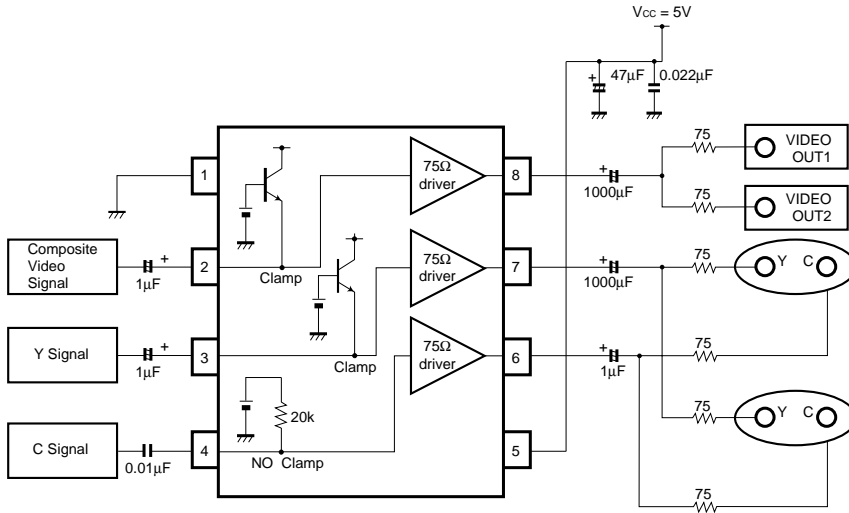 VCC = 5V
+
47μF
0.022μF
1
75Ω
driver
8
+
1000μF
75
VIDEO
OUT1
75
VIDEO
OUT2
Composite
Video
Signal
+
1μF
2
Clamp
75Ω
driver
7
+
1000μF
75
Y
C
Y Signal
+
1μF
3
Clamp
75Ω
driver
6
+
1μF
75
C Signal
0.01μF
4
20k
NO Clamp
5
75
Y
C
75